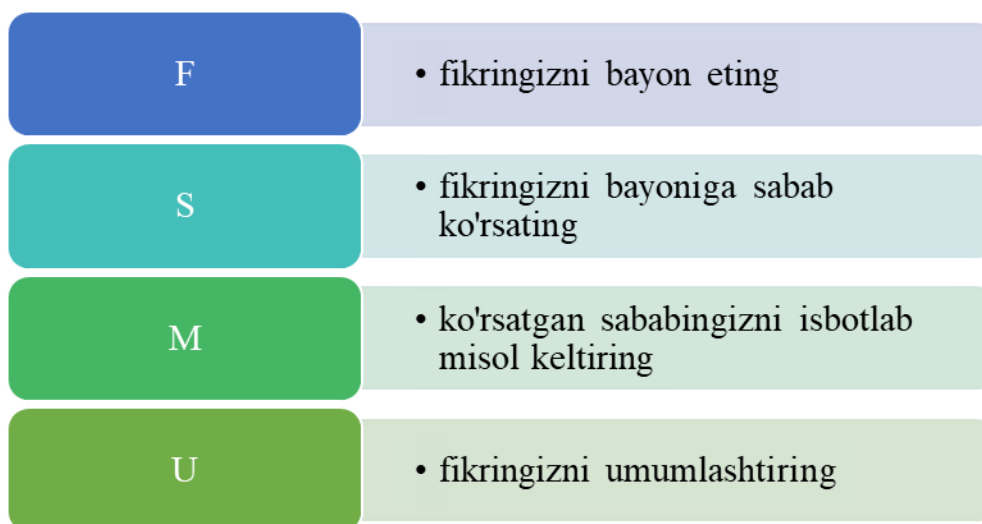 F
• fikringizni bayon eting
S
• fikringizni bayoniga sabab
ko'rsating
M
• ko'rsatgan sababingizni isbotlab
misol keltiring
U
• fikringizni umumlashtiring